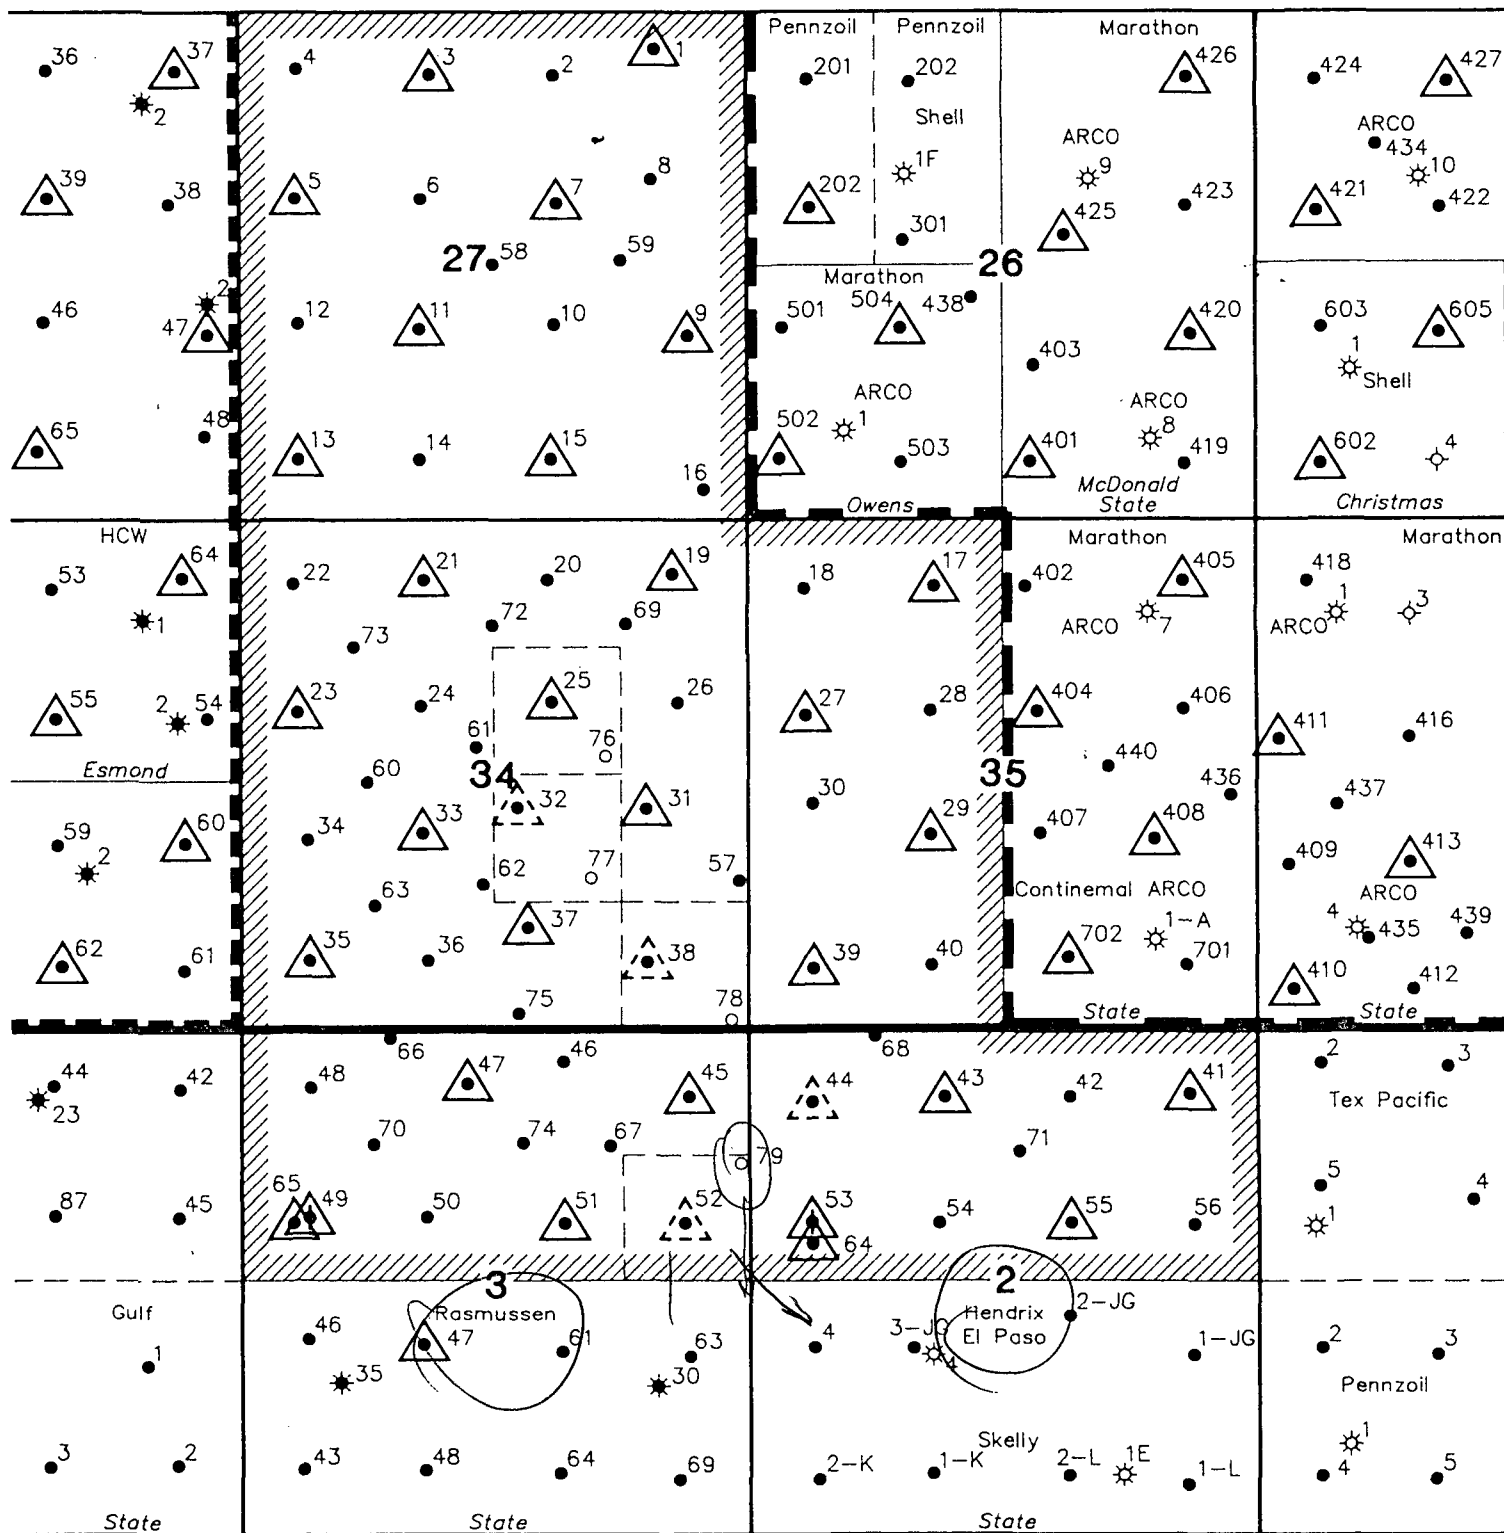 Pennzoil Pennzoil Marathon
36 37 4 3 2 1 201 202 426 424 427
2 Shell ARCO ARCO 434
39 38 5 6 7 8 202 1F 9 423 421 10 422
301 425
27 58 59 26
Marathon
46 2 12 11 10 9 501 504 438 420 603 605
47 403 1 Shell
ARCO ARCO
65 48 13 14 15 16 502 1 503 401 8 419 602 4
Owens McDonald State Christmas
HCW Marathon Marathon
53 64 22 21 20 19 18 17 402 405 418 1 3
1 73 72 69 ARCO 7 ARCO
55 2 54 23 24 25 26 27 28 404 406 411 416
61 76 440
Esmond 34 35
60 32 31 30 436 437
59 60 34 33 29 407 408 409 413
2 63 62 77 57 Continemal ARCO ARCO
37 1-A 4 435 439
62 61 35 36 38 39 40 702 701 410 412
75 78 State State
66 68
44 42 48 47 46 45 44 43 42 41 2 3
23 Tex Pacific
70 74 67 79 71
87 45 65 49 50 51 52 53 54 55 56 5 4
64 1
3 2
Gulf Rasmussen Hendrix 2-JG
El Paso
1 46 47 61 63 4 3-JG 4 1-JG 2 3
35 30 Pennzoil
Skelly 1
3 2 43 48 64 69 2-K 1-K 2-L 1E 1-L 4 5
State State State